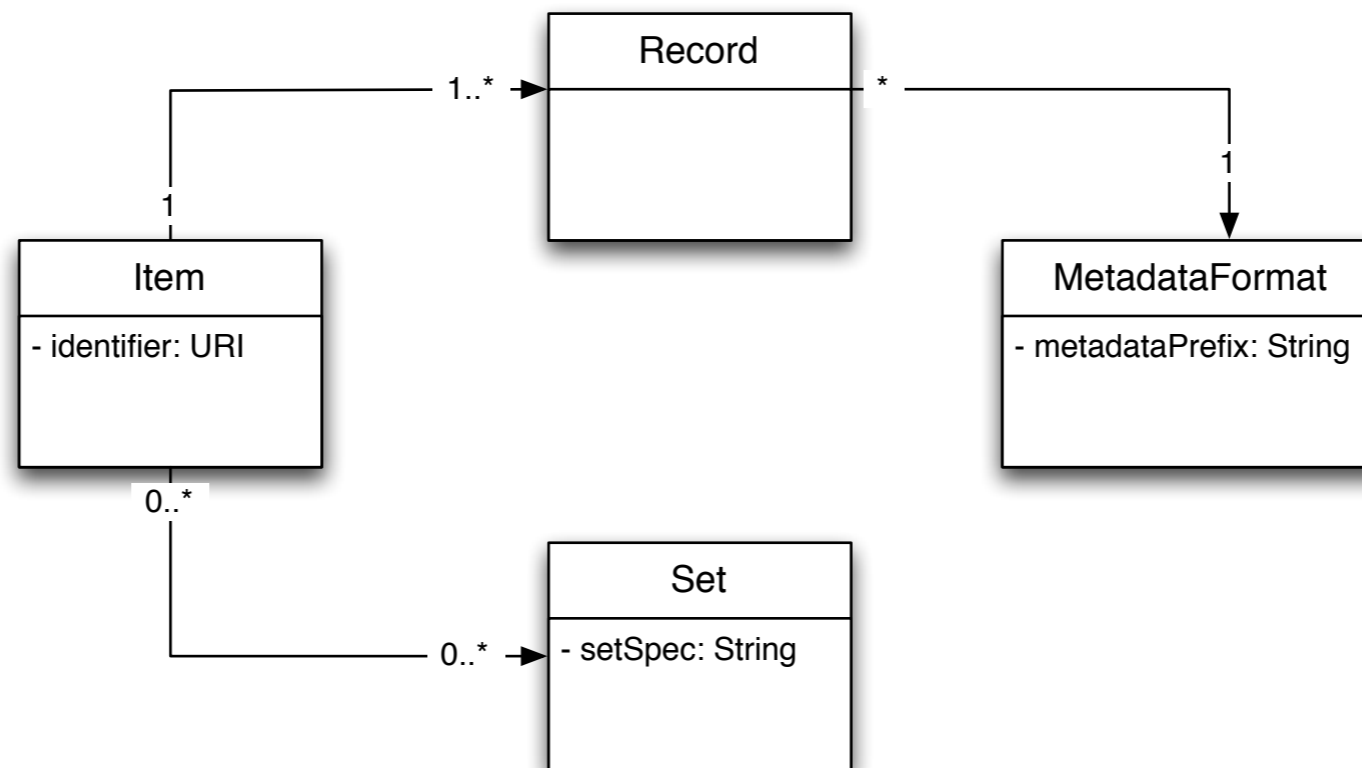 Record
1..*
*
1
1
Item
- identifier: URI
MetadataFormat
- metadataPrefix: String
0..*
Set
0..*
- setSpec: String